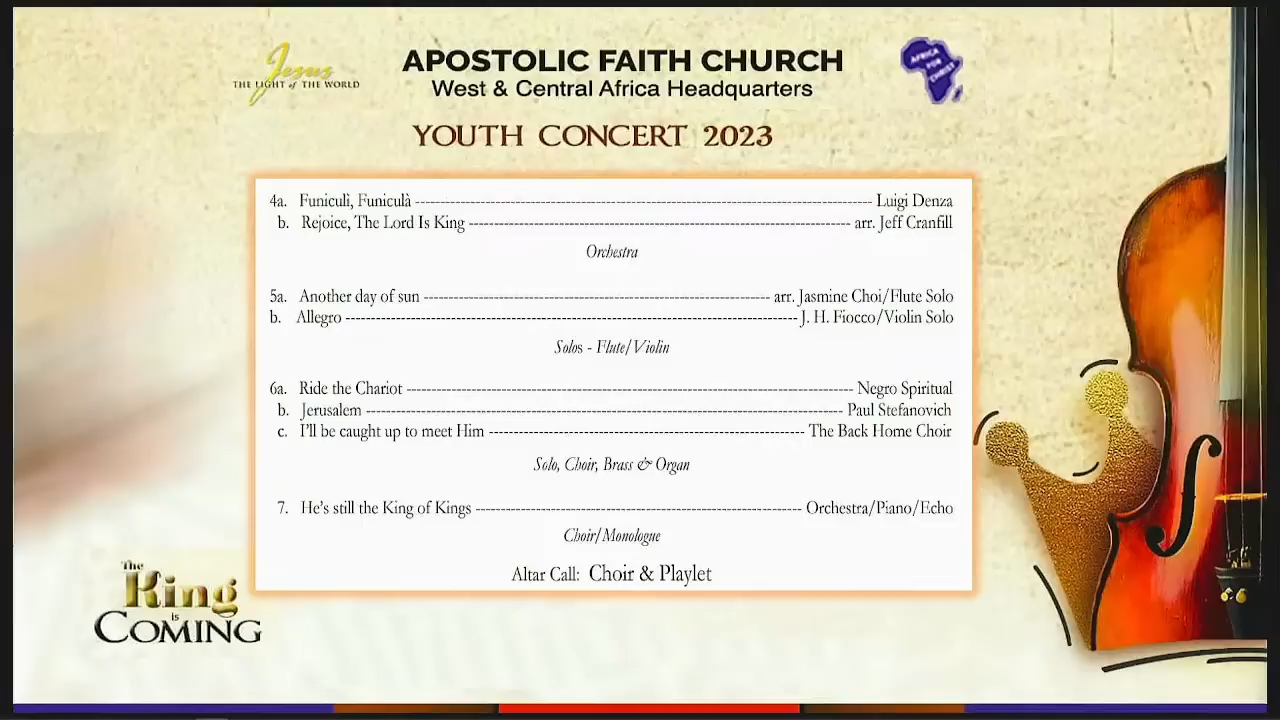 Jesus
THE LIGHT of THE WORLD
APOSTOLIC FAITH CHURCH
West & Central Africa Headquarters
AFRICA
FOR
CHRIST
YOUTH CONCERT 2023
4a. Funiculì, Funiculà ---------- Luigi Denza
b. Rejoice, The Lord Is King ---------- arr. Jeff Cranfill
Orchestra
5a. Another day of sun ---------- arr. Jasmine Choi/Flute Solo
b. Allegro ---------- J. H. Fiocco/Violin Solo
Solos - Flute/Violin
6a. Ride the Chariot ---------- Negro Spiritual
b. Jerusalem ---------- Paul Stefanovich
c. I'll be caught up to meet Him ---------- The Back Home Choir
Solo, Choir, Brass & Organ
7. He's still the King of Kings ---------- Orchestra/Piano/Echo
Choir/Monologue
Altar Call: Choir & Playlet
The
King
is
COMING